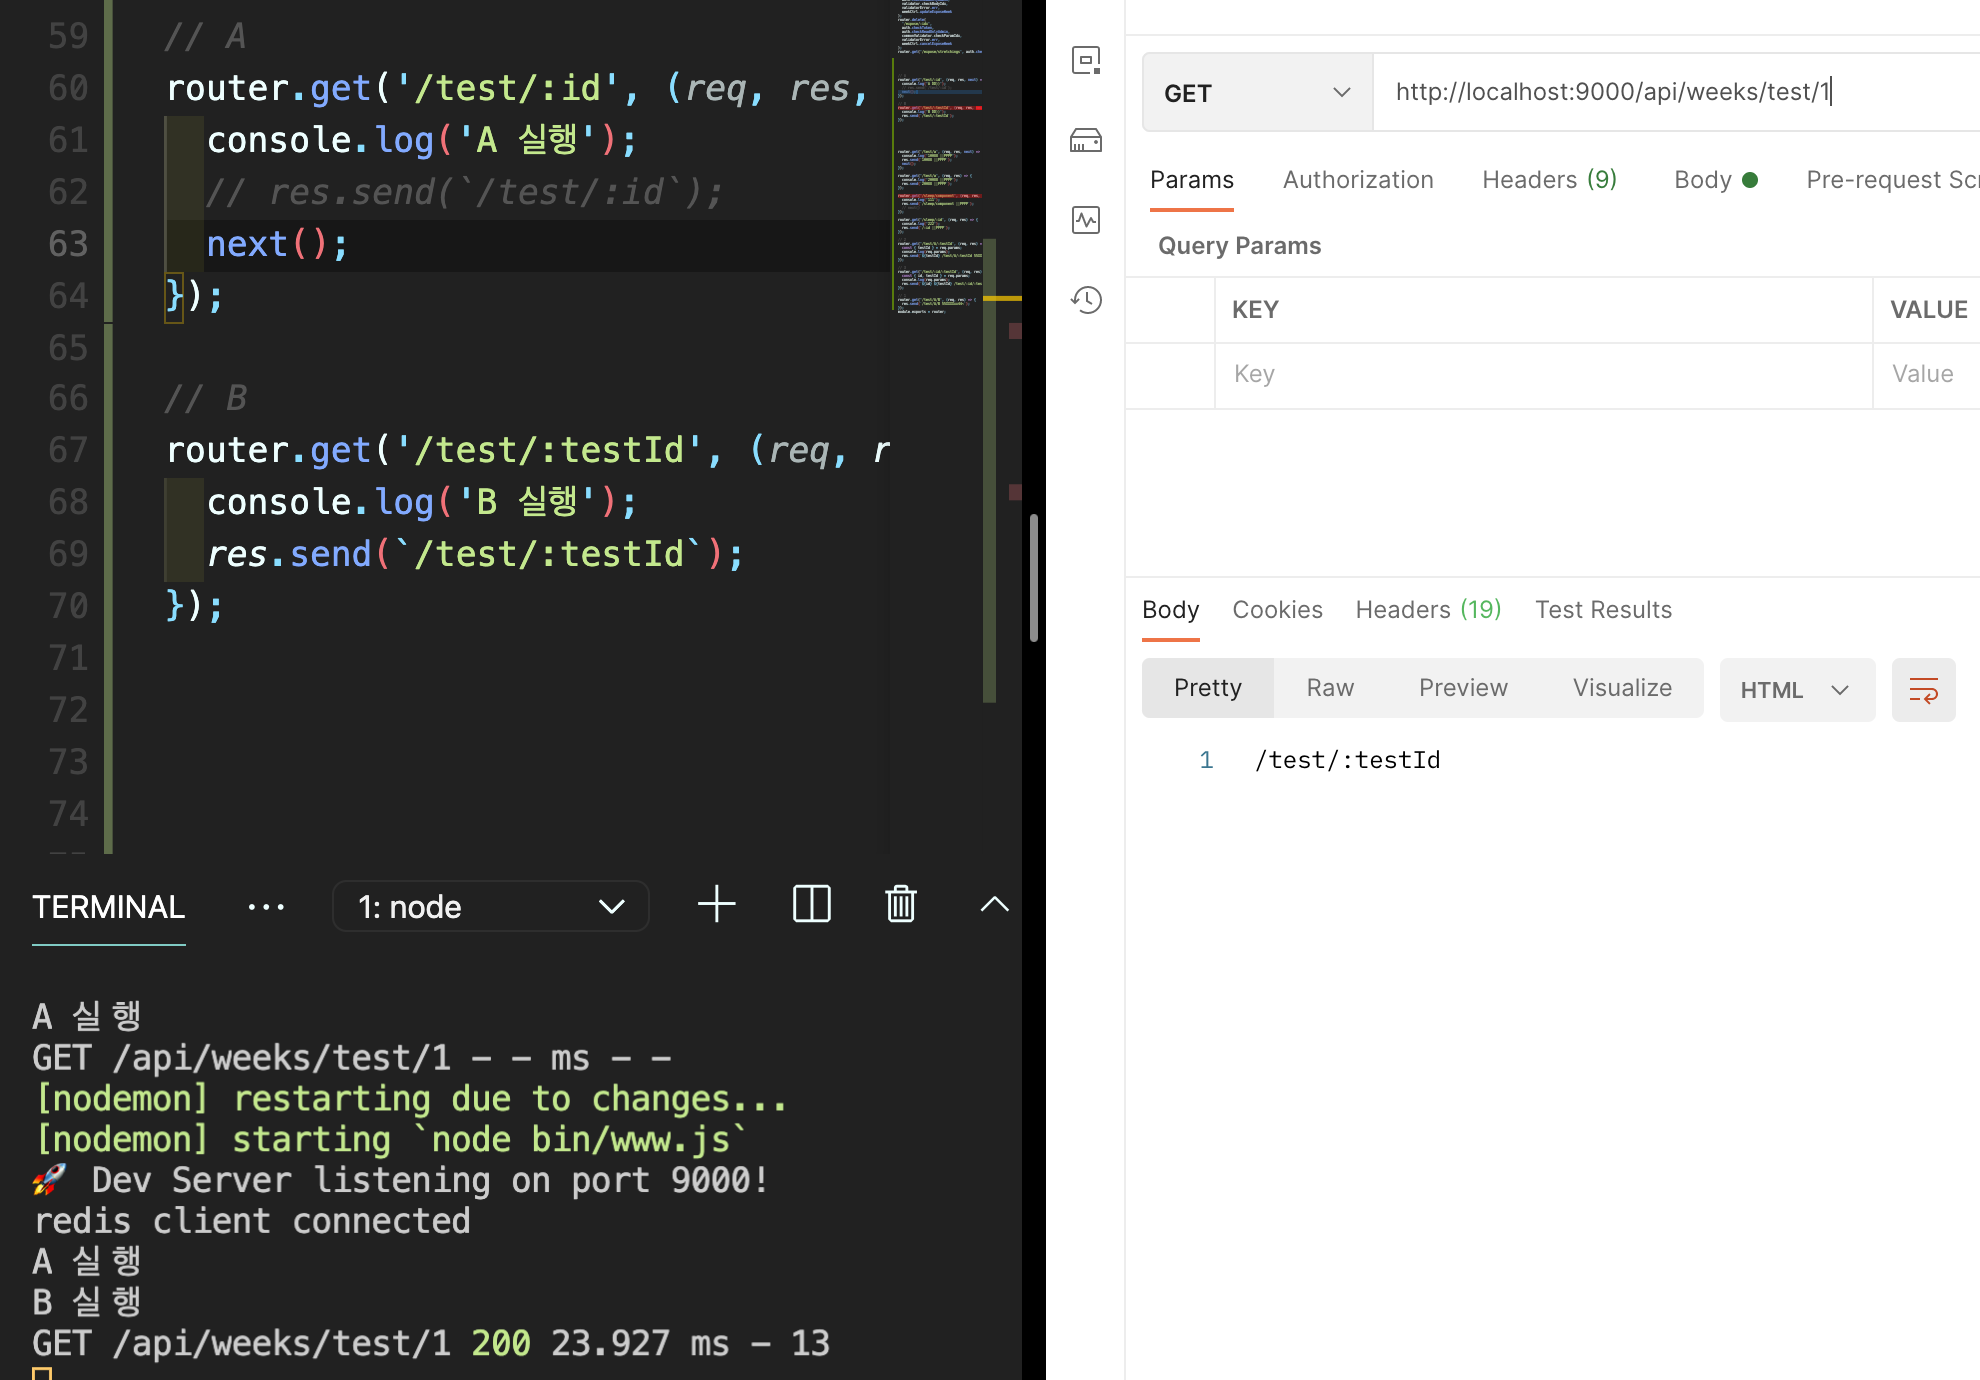 59 // A
60 router.get('/test/:id', (req, res,
61 console.log('A 실행');
62 // res.send(`/test/:id`);
63 next();
64 });
65
66 // B
67 router.get('/test/:testId', (req, r
68 console.log('B 실행');
69 res.send(`/test/:testId`);
70 });
71
72
73
74
TERMINAL ··· 1: node
A 실행
GET /api/weeks/test/1 - - ms - -
[nodemon] restarting due to changes...
[nodemon] starting `node bin/www.js`
🚀 Dev Server listening on port 9000!
redis client connected
A 실행
B 실행
GET /api/weeks/test/1 200 23.927 ms - 13
GET http://localhost:9000/api/weeks/test/1
Params Authorization Headers (9) Body Pre-request Scr
Query Params
KEY VALUE
Key Value
Body Cookies Headers (19) Test Results
Pretty Raw Preview Visualize HTML
1 /test/:testId